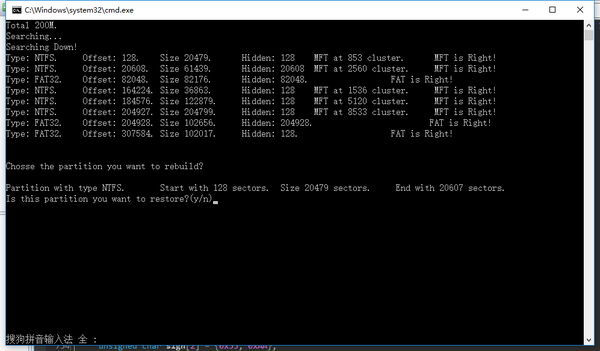 C:\Windows\system32\cmd.exe
Total 200M.
Searching...
Searching Down!
Type: NTFS. Offset: 128. Size 20479. Hidden: 128 MFT at 853 cluster. MFT is Right!
Type: NTFS. Offset: 20608. Size 61439. Hidden: 20608 MFT at 2560 cluster. MFT is Right!
Type: FAT32. Offset: 82048. Size 82176. Hidden: 82048. FAT is Right!
Type: NTFS. Offset: 164224. Size 36863. Hidden: 128 MFT at 1536 cluster. MFT is Right!
Type: NTFS. Offset: 184576. Size 122879. Hidden: 128 MFT at 5120 cluster. MFT is Right!
Type: NTFS. Offset: 204927. Size 204799. Hidden: 128 MFT at 8533 cluster. MFT is Right!
Type: FAT32. Offset: 204928. Size 102656. Hidden: 204928. FAT is Right!
Type: FAT32. Offset: 307584. Size 102017. Hidden: 128. FAT is Right!
Chosse the partition you want to rebuild?
Partition with type NTFS. Start with 128 sectors. Size 20479 sectors. End with 20607 sectors.
Is this partition you want to restore?(y/n)
搜狗拼音输入法 全 :
unsigned char sign[2] = {0x55, 0xAA};